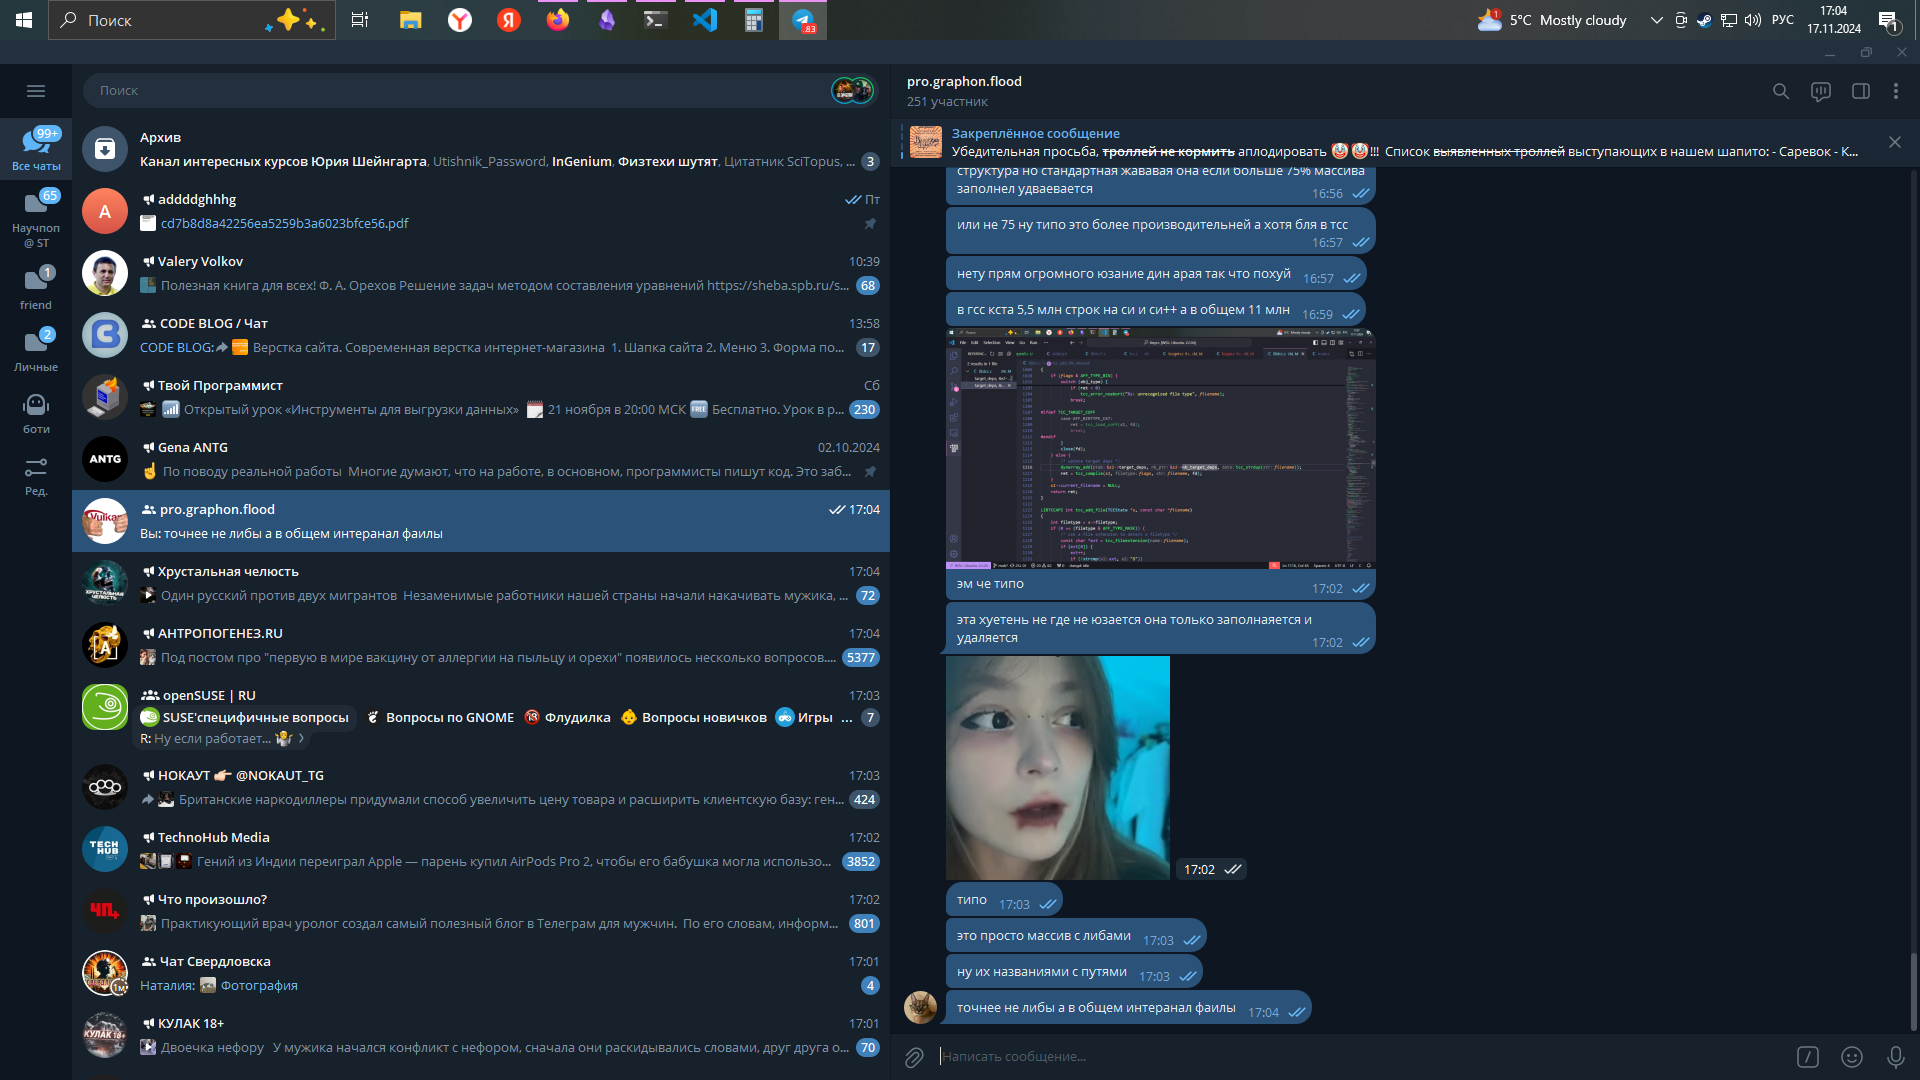 Поиск
5°C Mostly cloudy
РУС
17:04
17.11.2024
1
.83
Поиск
99+
Все чаты
65
Научпоп
@ ST
1
friend
2
Личные
боти
Ред.
Архив
Канал интересных курсов Юрия Шейнгарта, Utishnik_Password, InGenium, Физтехи шутят, Цитатник SciTopus, ... 3
addddghhhg Пт
cd7b8d8a42256ea5259b3a6023bfce56.pdf
Valery Volkov 10:39
Полезная книга для всех! Ф. А. Орехов Решение задач методом составления уравнений https://sheba.spb.ru/s... 68
CODE BLOG / Чат 13:58
CODE BLOG: Верстка сайта. Современная верстка интернет-магазина 1. Шапка сайта 2. Меню 3. Форма по... 17
Твой Программист Сб
Открытый урок «Инструменты для выгрузки данных» 21 ноября в 20:00 МСК FREE Бесплатно. Урок в р... 230
ANTG
Gena ANTG 02.10.2024
По поводу реальной работы Многие думают, что на работе, в основном, программисты пишут код. Это заб...
pro.graphon.flood 17:04
Вы: точнее не либы а в общем интеранал фаилы
Хрустальная челюсть 17:04
Один русский против двух мигрантов Незаменимые работники нашей страны начали накачивать мужика, ... 72
АНТРОПОГЕНЕЗ.RU 17:04
Под постом про "первую в мире вакцину от аллергии на пыльцу и орехи" появилось несколько вопросов.... 5377
openSUSE | RU 17:03
SUSE'специфичные вопросы Вопросы по GNOME Флудилка Вопросы новичков Игры ... 7
R: Ну если работает...
НОКАУТ @NOKAUT_TG 17:03
Британские наркодиллеры придумали способ увеличить цену товара и расширить клиентскую базу: ген... 424
TECH HUB
TechnoHub Media 17:02
Гений из Индии переиграл Apple — парень купил AirPods Pro 2, чтобы его бабушка могла использо... 3852
ЧП+
Что произошло? 17:02
Практикующий врач уролог создал самый полезный блог в Телеграм для мужчин. По его словам, информ... 801
Чат Свердловска 17:01
Наталия: Фотография 4
КУЛАК 18+ 17:01
Двоечка нефору У мужика начался конфликт с нефором, сначала они раскидывались словами, друг друга о... 70
pro.graphon.flood
251 участник
Закреплённое сообщение
Убедительная просьба, троллей не кормить аплодировать !!! Список выявленных троллей выступающих в нашем шапито: - Саревок - К...
структура но стандартная жававая она если больше 75% массива
заполнел удваевается 16:56
или не 75 ну типо это более производительней а хотя бля в тсс
16:57
нету прям огромного юзание дин арая так что похуй 16:57
в гсс кста 5,5 млн строк на си и си++ а в общем 11 млн 16:59
эм че типо 17:02
эта хуетень не где не юзается она только заполнаяется и
удаляется 17:02
17:02
типо 17:03
это просто массив с либами 17:03
ну их названиями с путями 17:03
точнее не либы а в общем интеранал фаилы 17:04
Написать сообщение...